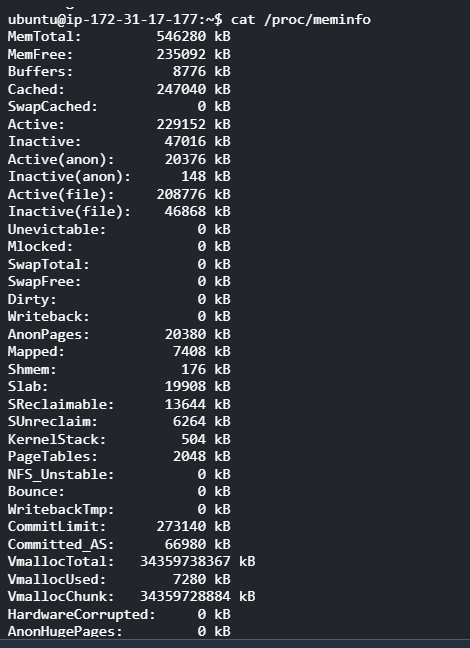 ubuntu@ip-172-31-17-177:~$ cat /proc/meminfo
MemTotal: 546280 kB
MemFree: 235092 kB
Buffers: 8776 kB
Cached: 247040 kB
SwapCached: 0 kB
Active: 229152 kB
Inactive: 47016 kB
Active(anon): 20376 kB
Inactive(anon): 148 kB
Active(file): 208776 kB
Inactive(file): 46868 kB
Unevictable: 0 kB
Mlocked: 0 kB
SwapTotal: 0 kB
SwapFree: 0 kB
Dirty: 0 kB
Writeback: 0 kB
AnonPages: 20380 kB
Mapped: 7408 kB
Shmem: 176 kB
Slab: 19908 kB
SReclaimable: 13644 kB
SUnreclaim: 6264 kB
KernelStack: 504 kB
PageTables: 2048 kB
NFS_Unstable: 0 kB
Bounce: 0 kB
WritebackTmp: 0 kB
CommitLimit: 273140 kB
Committed_AS: 66980 kB
VmallocTotal: 34359738367 kB
VmallocUsed: 7280 kB
VmallocChunk: 34359728884 kB
HardwareCorrupted: 0 kB
AnonHugePages: 0 kB